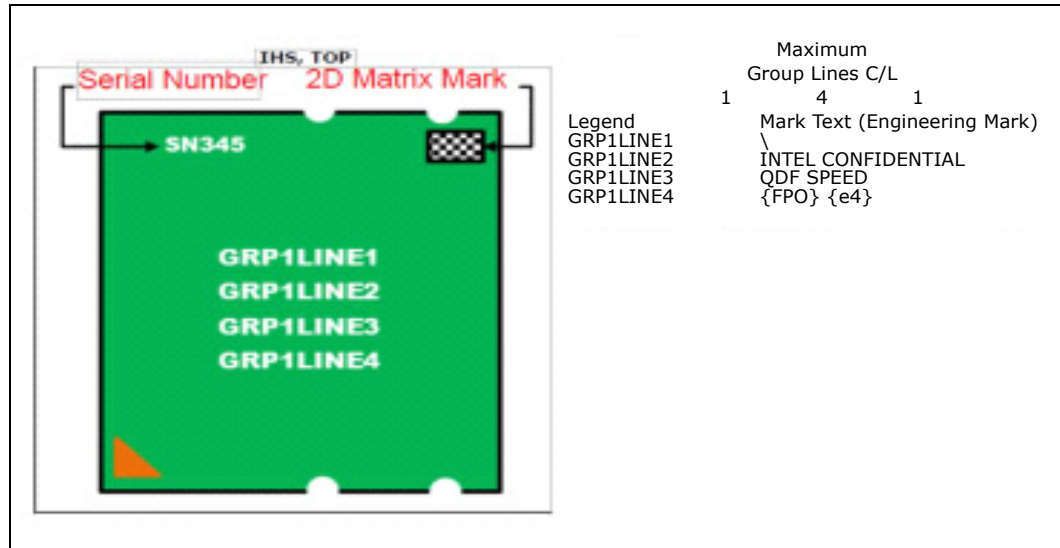 IHS, TOP
Serial Number 2D Matrix Mark
SN345
GRP1LINE1
GRP1LINE2
GRP1LINE3
GRP1LINE4
Maximum
Group Lines C/L
1 4 1
Legend Mark Text (Engineering Mark)
GRP1LINE1 \
GRP1LINE2 INTEL CONFIDENTIAL
GRP1LINE3 QDF SPEED
GRP1LINE4 {FPO} {e4}